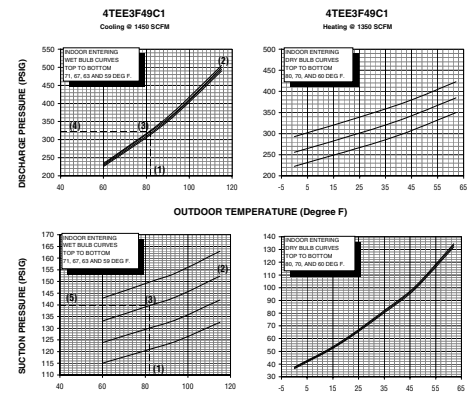 4TEE3F49C1
Cooling @ 1450 SCFM
4TEE3F49C1
Heating @ 1350 SCFM
DISCHARGE PRESSURE (PSIG)
550
500
450
400
350
300
250
200
INDOOR ENTERING
WET BULB CURVES
TOP TO BOTTOM
71, 67, 63 AND 59 DEG F.
(2)
(4)
(3)
(1)
40 60 80 100 120
500
450
400
350
300
250
200
INDOOR ENTERING
DRY BULB CURVES
TOP TO BOTTOM
80, 70, AND 60 DEG F.
-5 5 15 25 35 45 55 65
OUTDOOR TEMPERATURE (Degree F)
SUCTION PRESSURE (PSIG)
170
165
160
155
150
145
140
135
130
125
120
115
110
INDOOR ENTERING
WET BULB CURVES
TOP TO BOTTOM
71, 67, 63 AND 59 DEG F.
(2)
(5)
(3)
(1)
40 60 80 100 120
140
130
120
110
100
90
80
70
60
50
40
30
INDOOR ENTERING
DRY BULB CURVES
TOP TO BOTTOM
80, 70, AND 60 DEG F.
-5 5 15 25 35 45 55 65